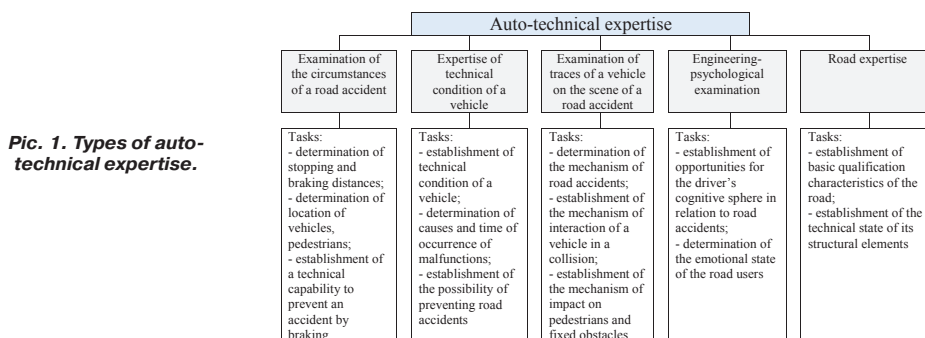 Auto-technical expertise
Examination of
the circumstances
of a road accident
Expertise of
technical
condition of a
vehicle
Examination of
traces of a vehicle
on the scene of a
road accident
Engineering-
psychological
examination
Road expertise
Pic. 1. Types of auto-
technical expertise.
Tasks:
- determination of
stopping and
braking distances;
- determination of
location of
vehicles,
pedestrians;
- establishment of
a technical
capability to
prevent an
accident by
braking
Tasks:
- establishment of
technical
condition of a
vehicle;
- determination of
causes and time of
occurrence of
malfunctions;
- establishment of
the possibility of
preventing road
accidents
Tasks:
- determination of
the mechanism of
road accidents;
- establishment of
the mechanism of
interaction of a
vehicle in a
collision;
- establishment of
the mechanism of
impact on
pedestrians and
fixed obstacles
Tasks:
- establishment of
opportunities for
the driver's
cognitive sphere in
relation to road
accidents;
- determination of
the emotional state
of the road users
Tasks:
- establishment of
basic qualification
characteristics of the
road;
- establishment of the
technical state of its
structural elements